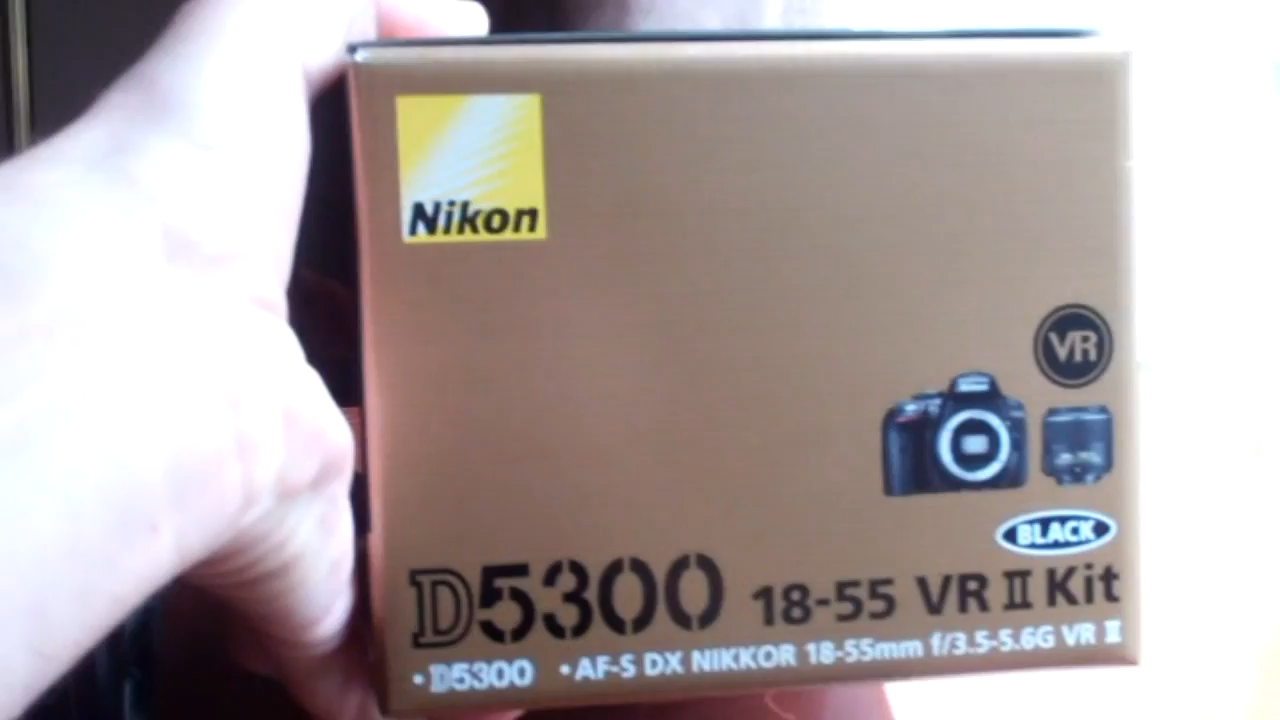 Nikon
VR
BLACK
D5300 18-55 VR II Kit
•D5300 •AF-S DX NIKKOR 18-55mm f/3.5-5.6G VR II